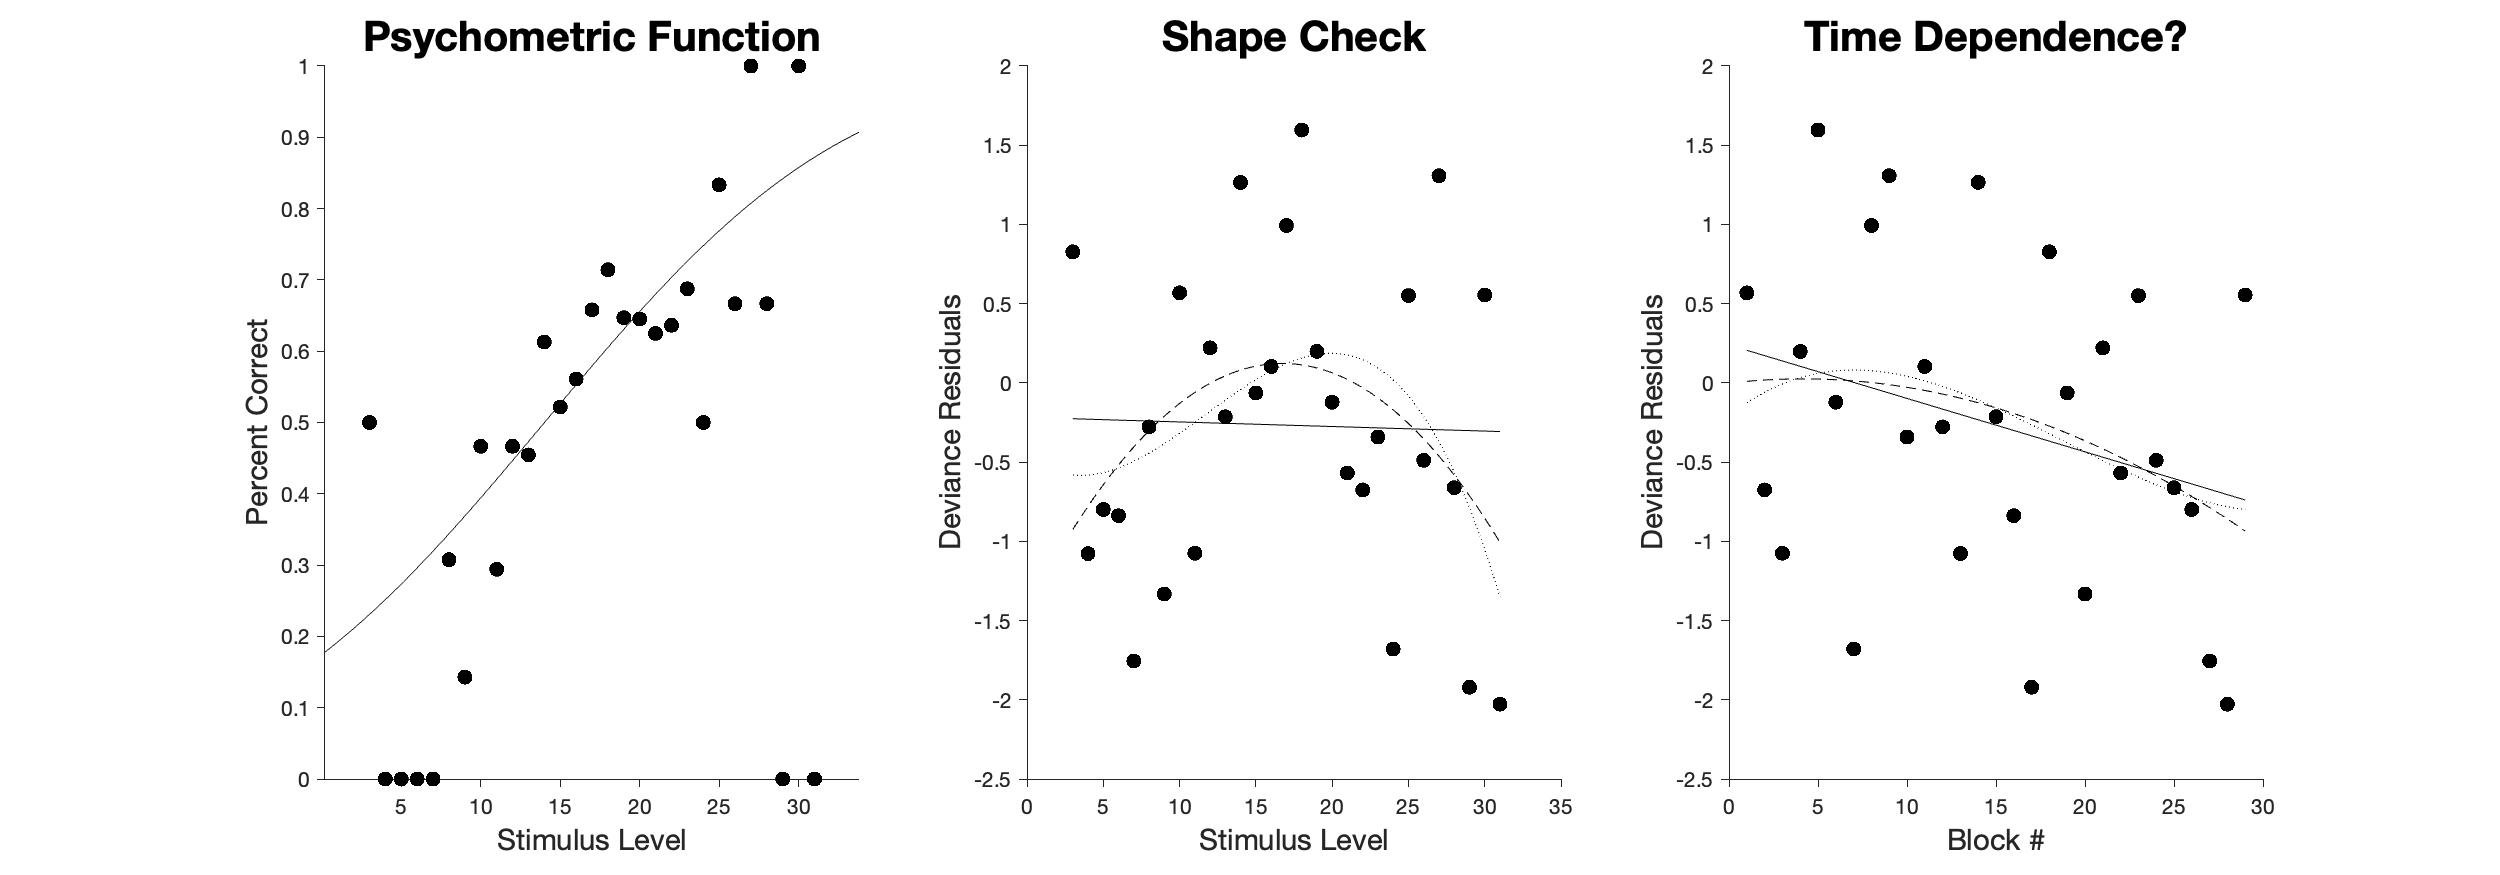 Psychometric Function
1
0.9
0.8
0.7
0.6
0.5
0.4
0.3
0.2
0.1
0
Percent Correct
5 10 15 20 25 30
Stimulus Level
Shape Check
2
1.5
1
0.5
0
-0.5
-1
-1.5
-2
-2.5
Deviance Residuals
0 5 10 15 20 25 30 35
Stimulus Level
Time Dependence?
2
1.5
1
0.5
0
-0.5
-1
-1.5
-2
-2.5
Deviance Residuals
0 5 10 15 20 25 30
Block #